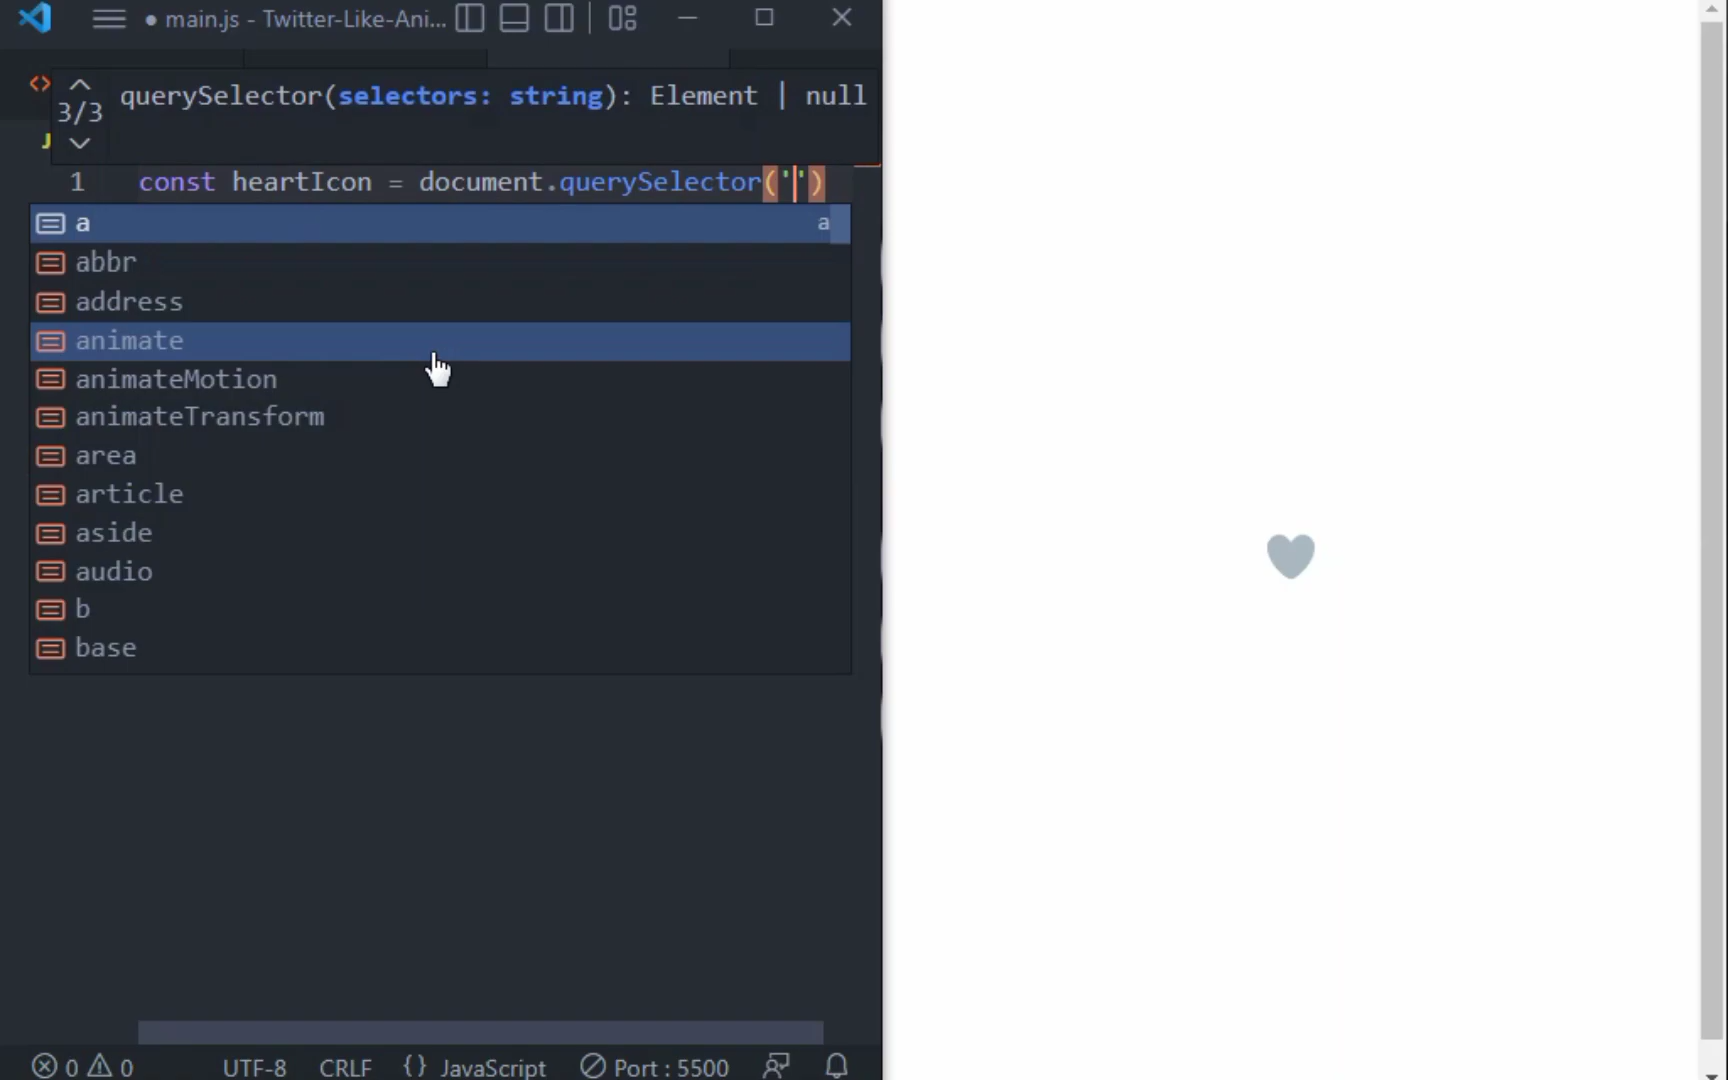 main.js - Twitter-Like-Ani...
querySelector(selectors: string): Element | null
3/3
1 const heartIcon = document.querySelector('')
a a
abbr
address
animate
animateMotion
animateTransform
area
article
aside
audio
b
base
0 0 UTF-8 CRLF {} JavaScript Port : 5500